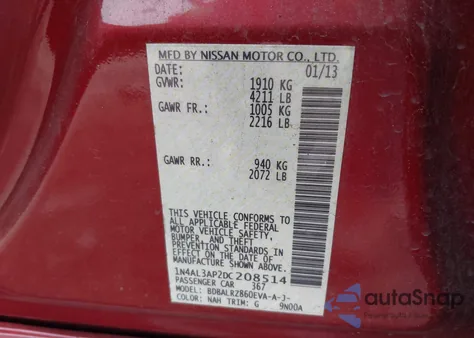 MFD BY NISSAN MOTOR CO., LTD.
DATE: 01/13
GVWR: 1910 KG
4211 LB
GAWR FR.: 1005 KG
2216 LB
GAWR RR.: 940 KG
2072 LB
THIS VEHICLE CONFORMS TO ALL
APPLICABLE FEDERAL MOTOR VEHICLE SAFETY,
BUMPER, AND THEFT
PREVENTION STANDARDS IN
EFFECT ON THE DATE OF
MANUFACTURE SHOWN ABOVE.
1N4AL3AP2DC208514
PASSENGER CAR 367
MODEL: BDBALRZ860EVA-A-J-
COLOR: NAH TRIM: G 9N00A
autoSnap